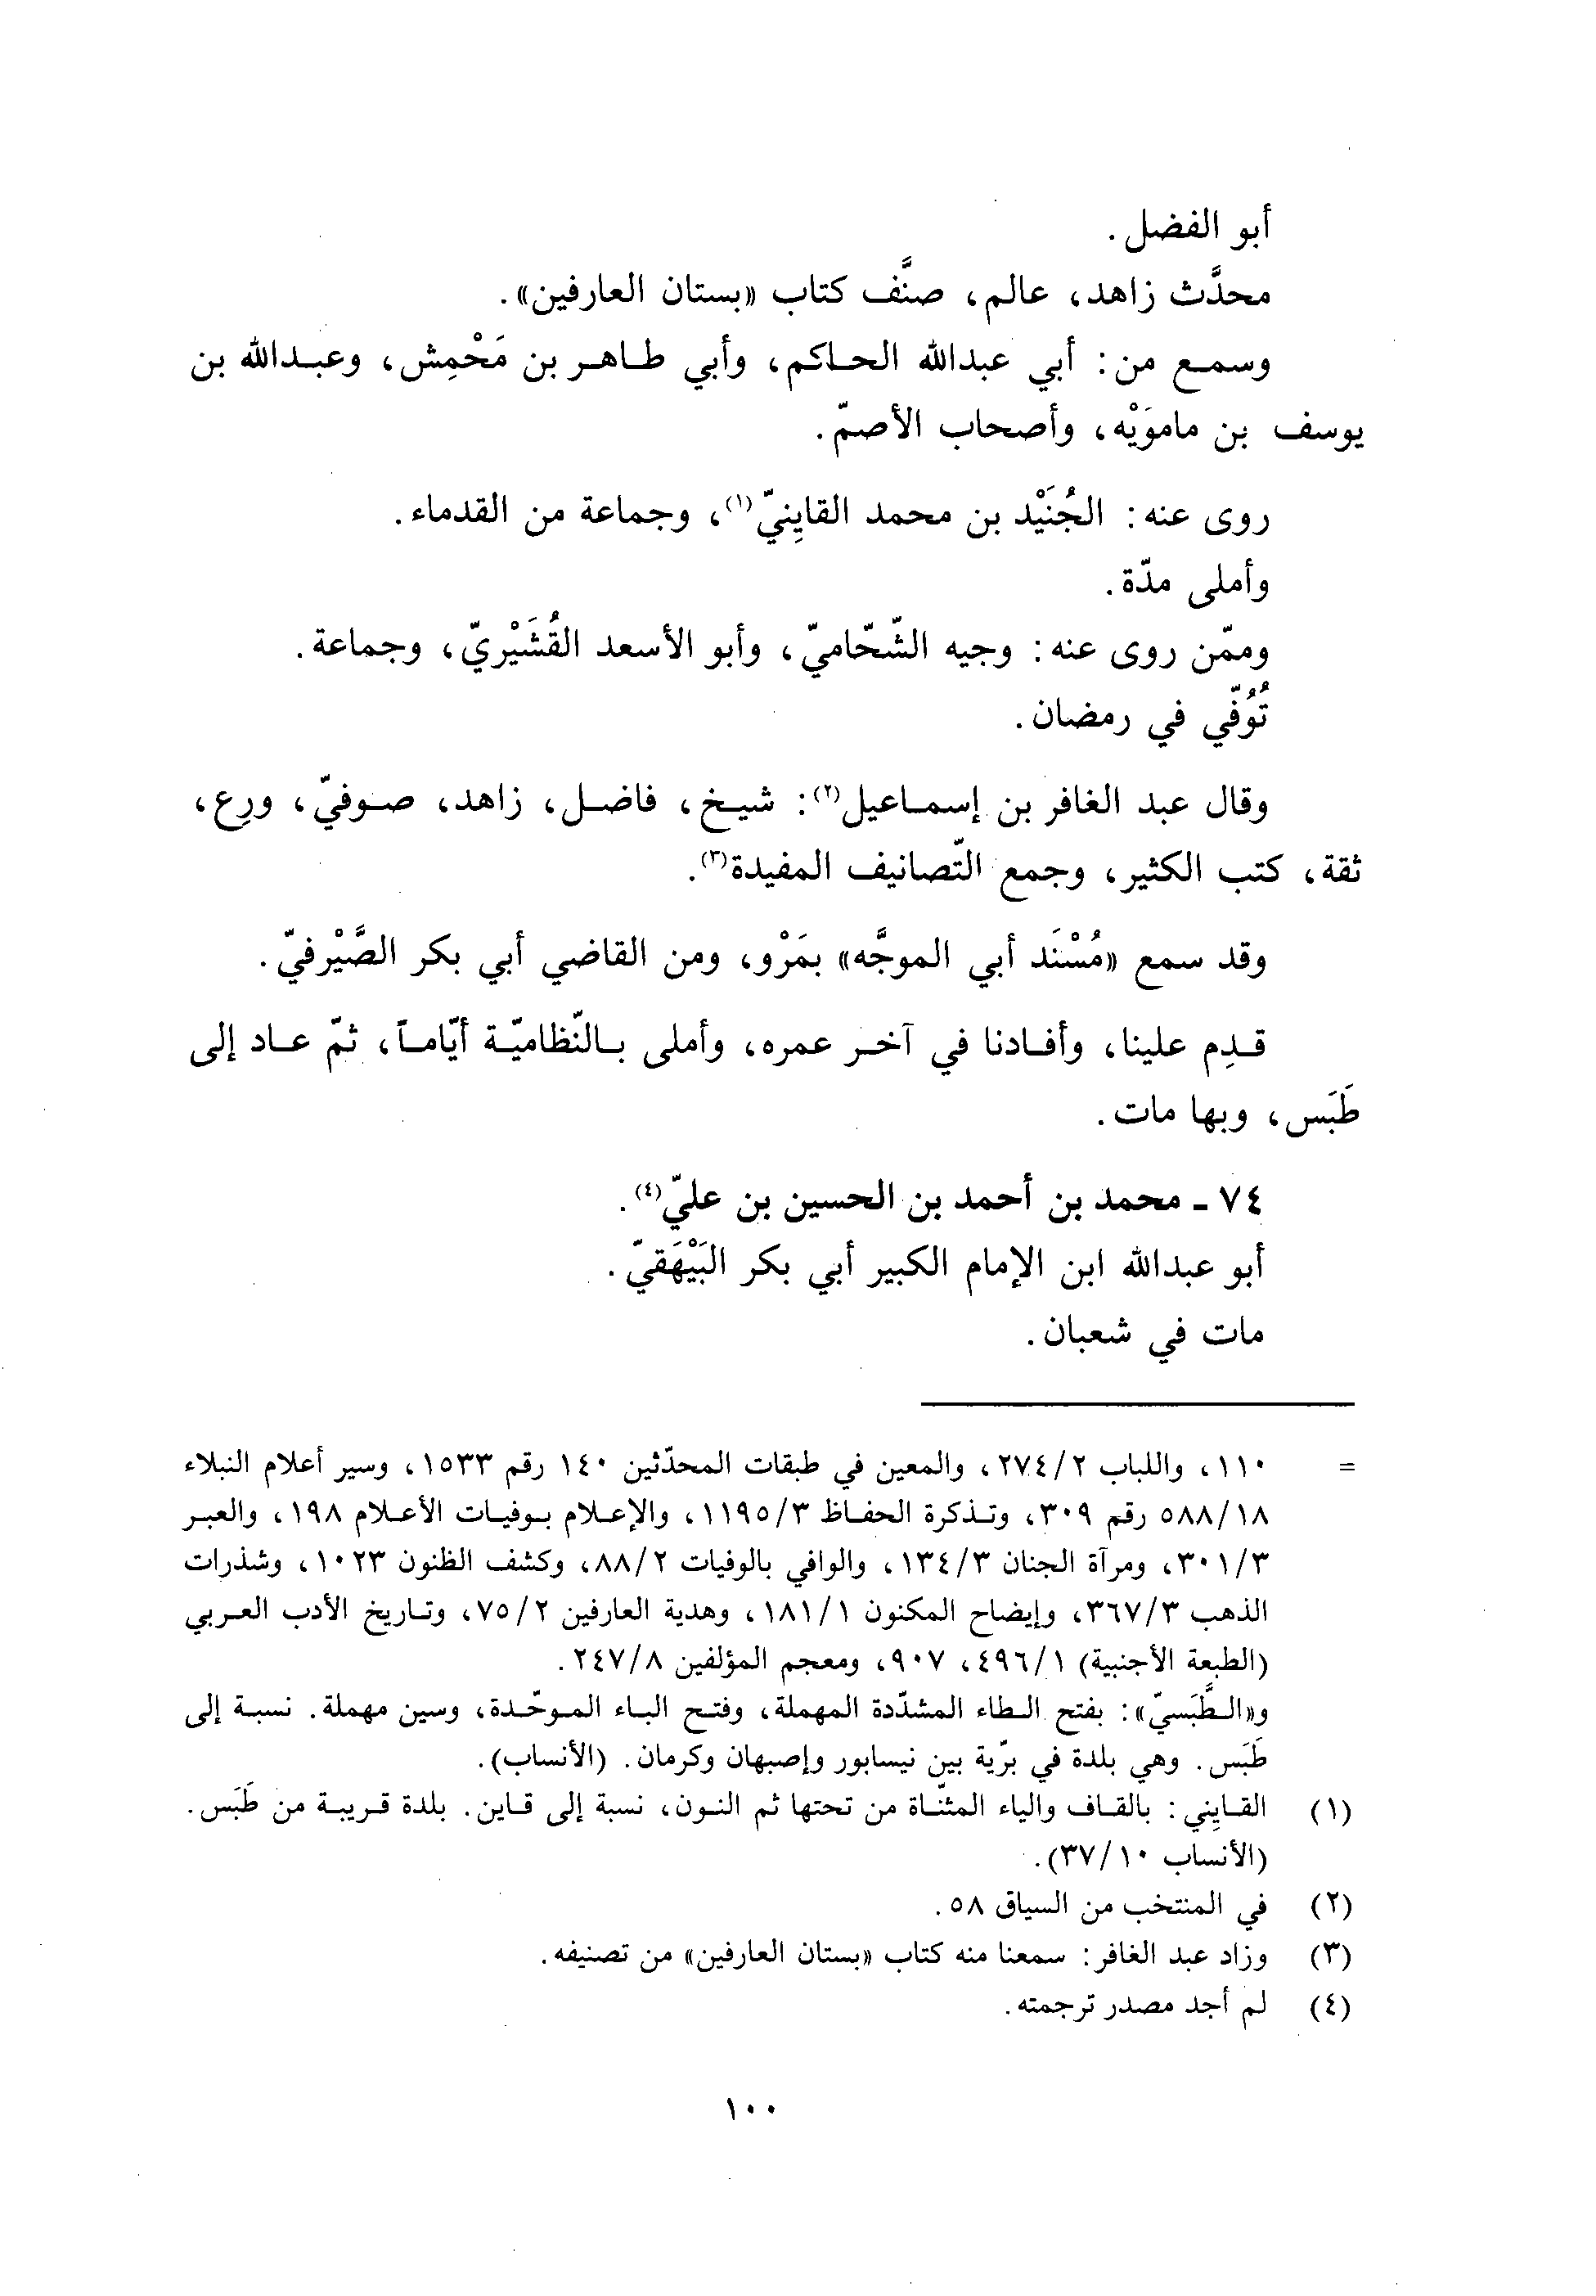 أبو الفضل.
محدَّث زاهد، عالم، صنَّف كتاب «بستان العارفين».
وسمع من: أبي عبدالله الحاكم، وأبي طاهر بن مَحْمِش، وعبدالله بن
يوسف بن مامَوَيْه، وأصحاب الأصمّ.
روى عنه: الجُنَيْد بن محمد القايِنيّ(١)، وجماعة من القدماء.
وأملى مدّة.
وممّن روى عنه: وجيه الشّحّاميّ، وأبو الأسعد القُشَيْريّ، وجماعة.
تُوُفّي في رمضان.
وقال عبد الغافر بن إسماعيل(٢): شيخ، فاضل، زاهد، صوفيّ، ورِع،
ثقة، كتب الكثير، وجمع التّصانيف المفيدة(٣).
وقد سمع «مُسْنَد أبي الموجَّه» بمَرْو، ومن القاضي أبي بكر الصَّيْرفيّ.
قدِم علينا، وأفادنا في آخر عمره، وأملى بالنّظاميّة أيّاماً، ثمّ عاد إلى
طَبَس، وبها مات.
٧٤ - محمد بن أحمد بن الحسين بن عليّ(٤).
أبو عبدالله ابن الإمام الكبير أبي بكر البَيْهَقيّ.
مات في شعبان.
= ١١٠، واللباب ٢٧٤/٢، والمعين في طبقات المحدّثين ١٤٠ رقم ١٥٣٣، وسير أعلام النبلاء
٥٨٨/١٨ رقم ٣٠٩، وتذكرة الحفاظ ١١٩٥/٣، والإعلام بوفيات الأعلام ١٩٨، والعبر
٣٠١/٣، ومرآة الجنان ١٣٤/٣، والوافي بالوفيات ٨٨/٢، وكشف الظنون ١٠٢٣، وشذرات
الذهب ٣٦٧/٣، وإيضاح المكنون ١٨١/١، وهدية العارفين ٧٥/٢، وتاريخ الأدب العربي
(الطبعة الأجنبية) ٤٩٦/١، ٩٠٧، ومعجم المؤلفين ٢٤٧/٨.
و«الطَّبَسيّ»: بفتح الطاء المشدّدة المهملة، وفتح الباء الموحّدة، وسين مهملة. نسبة إلى
طَبَس. وهي بلدة في برّية بين نيسابور وإصبهان وكرمان. (الأنساب).
(١) القايِني: بالقاف والياء المثنّاة من تحتها ثم النون، نسبة إلى قاين. بلدة قريبة من طَبَس.
(الأنساب ٣٧/١٠).
(٢) في المنتخب من السياق ٥٨.
(٣) وزاد عبد الغافر: سمعنا منه كتاب «بستان العارفين» من تصنيفه.
(٤) لم أجد مصدر ترجمته.
١٠٠